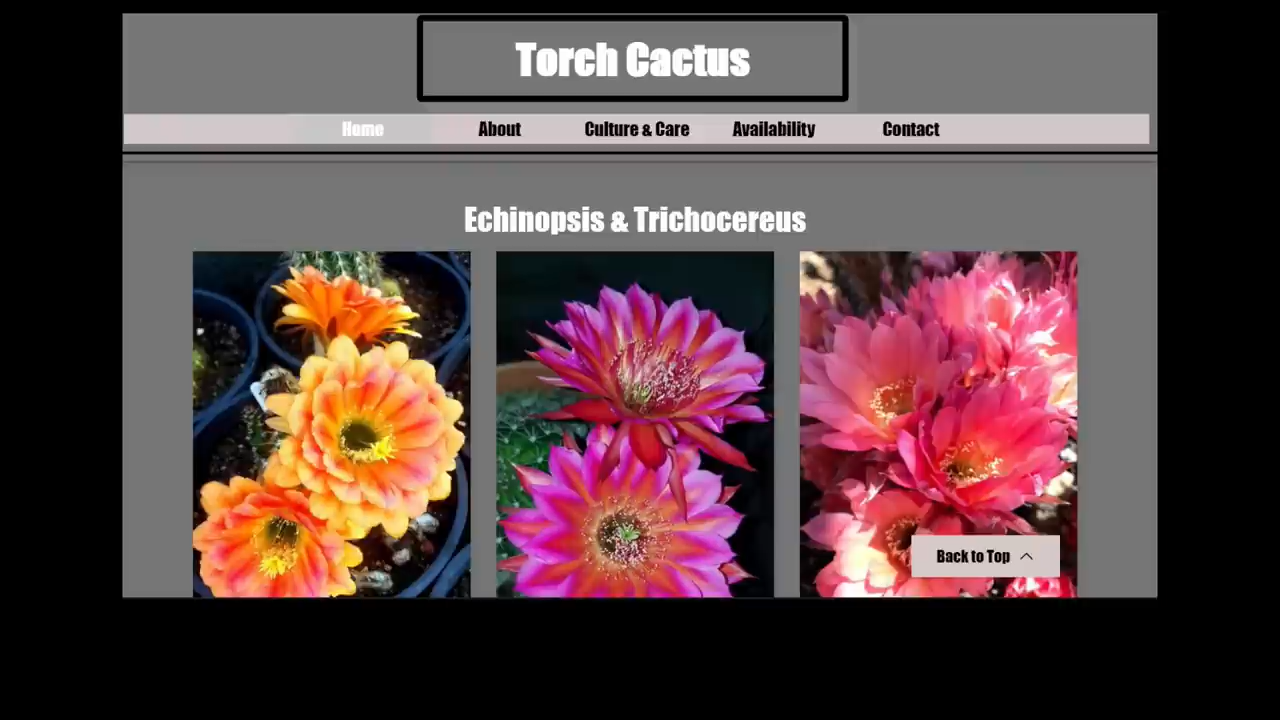 Torch Cactus
Home About Culture & Care Availability Contact
Echinopsis & Trichocereus
Back to Top